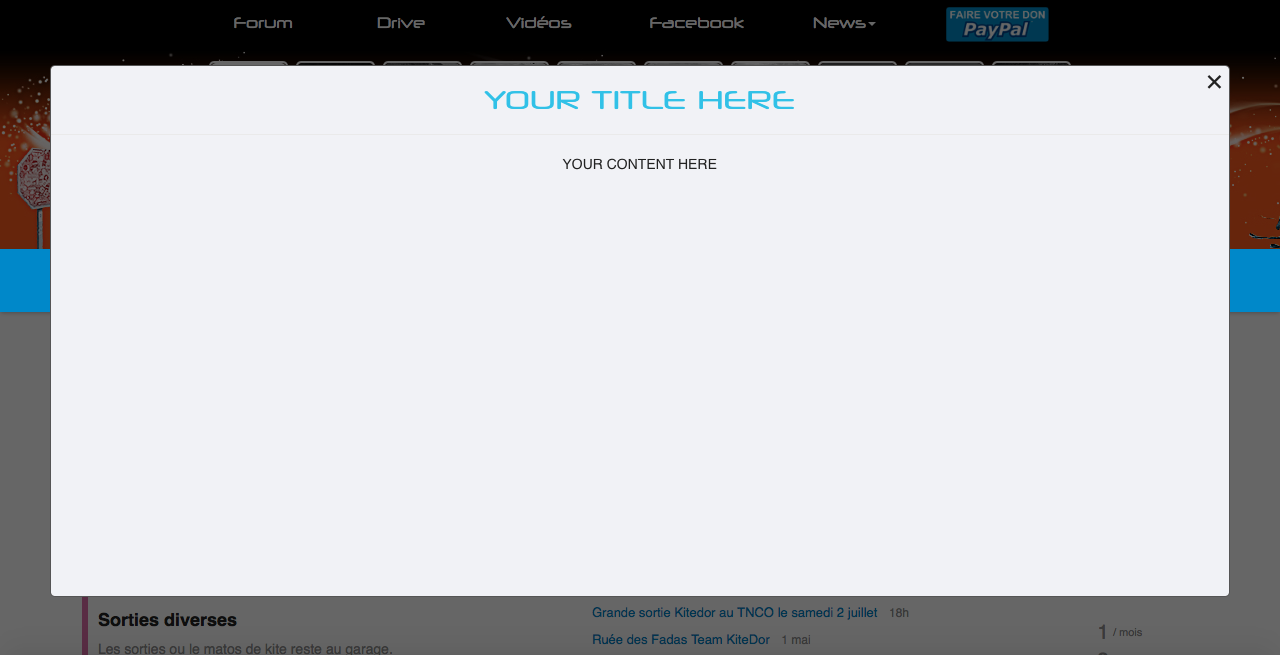 Forum Drive Vidéos Facebook News FAIRE VOTRE DON
PayPal
YOUR TITLE HERE
YOUR CONTENT HERE
Sorties diverses
Les sorties ou le matos de kite reste au garage.
Grande sortie Kitedor au TNCO le samedi 2 juillet 18h
Ruée des Fadas Team KiteDor 1 mai
1 / mois